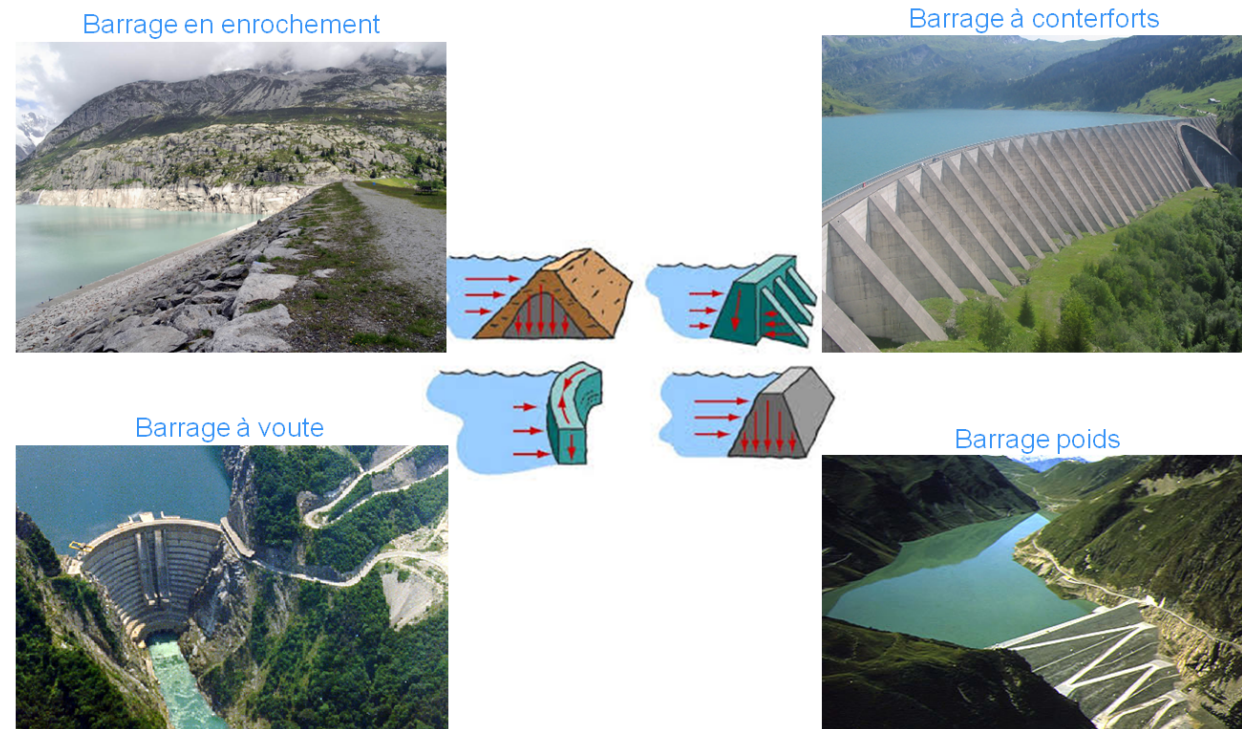 Barrage en enrochement
Barrage à conterforts
Barrage à voute
Barrage poids